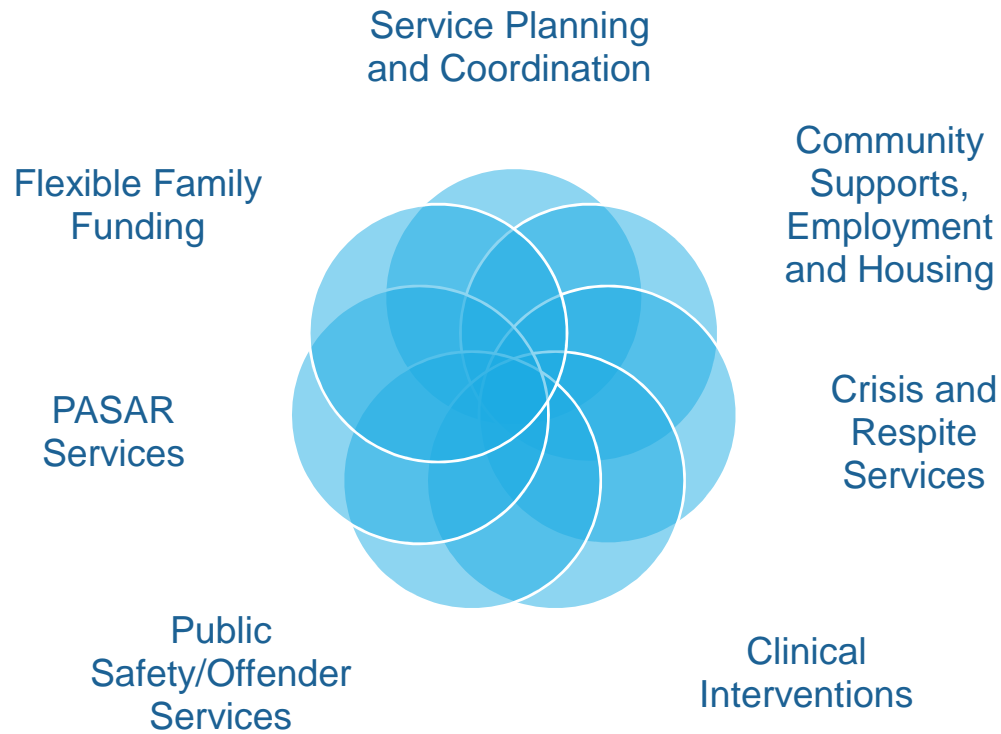 Service Planning
and Coordination
Community
Supports,
Employment
and Housing
Crisis and
Respite
Services
Clinical
Interventions
Public
Safety/Offender
Services
PASAR
Services
Flexible Family
Funding